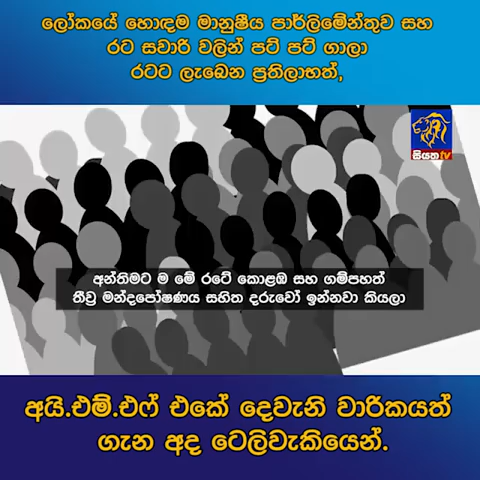 ලෝකයේ හොඳම මානුෂීය පාර්ලිමේන්තුව සහ
රට සවාරි වලින් පට් පට් ගාලා
රටට ලැබෙන ප්‍රතිලාභත්,
සියත tv
අන්තිමට ම මේ රටේ කොළඹ සහ ගම්පහත්
තීව්‍ර මන්දපෝෂණය සහිත දරුවෝ ඉන්නවා කියලා
අයි.එම්.එෆ් එකේ දෙවැනි වාරිකයත්
ගැන අද ටෙලිවැකියෙන්.